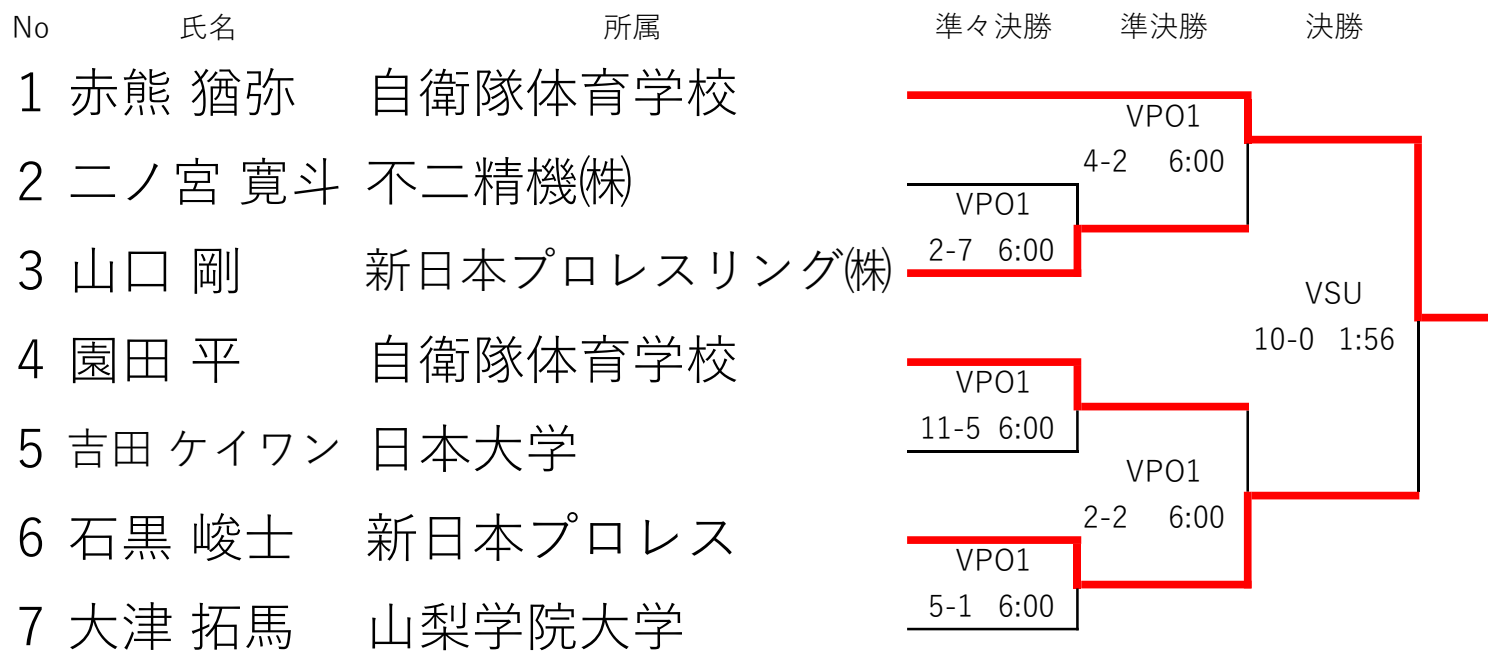 No 氏名 所属 準々決勝 準決勝 決勝
1 赤熊 猶弥 自衛隊体育学校
VPO1
4-2 6:00
2 二ノ宮 寛斗 不二精機㈱
VPO1
2-7 6:00
3 山口 剛 新日本プロレスリング㈱
VSU
10-0 1:56
4 園田 平 自衛隊体育学校
VPO1
11-5 6:00
5 吉田 ケイワン 日本大学
VPO1
2-2 6:00
6 石黒 峻士 新日本プロレス
VPO1
5-1 6:00
7 大津 拓馬 山梨学院大学